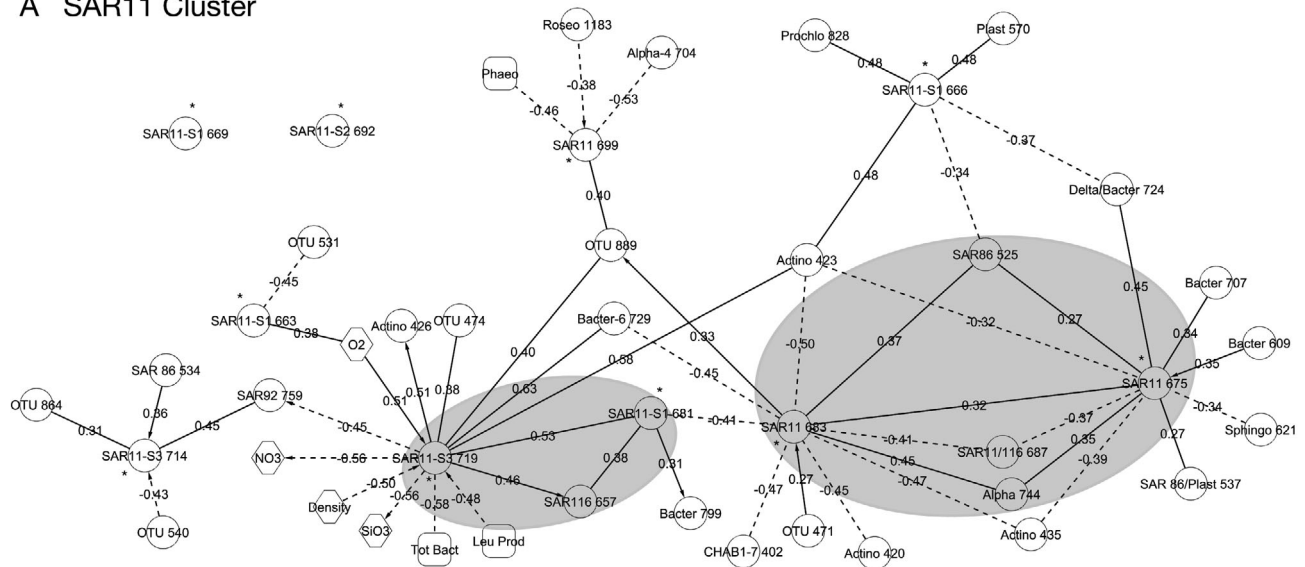 A SAR11 Cluster
Roseo 1183
Plast 570
Prochlo 828
Alpha-4 704
0.48
0.48
*
Phaeo
-0.38
-0.53
SAR11-S1 666
-0.46
*
*
SAR11-S1 669
SAR11-S2 692
-0.37
SAR11 699
*
0.48
-0.34
0.40
Delta/Bacter 724
OTU 531
OTU 889
Actino 423
SAR86 525
-0.45
0.45
Bacter 707
*
SAR11-S1 663
0.38
Actino 426
OTU 474
Bacter-6 729
-0.32
0.27
O2
0.33
0.34
-0.50
0.37
Bacter 609
0.40
0.58
*
0.35
SAR 86 534
-0.45
SAR11 675
0.63
SAR92 759
0.51
0.51
0.38
*
OTU 864
0.36
-0.45
SAR11-S1 681
-0.41
SAR11 683
*
0.32
-0.37
-0.34
0.31
0.45
0.53
-0.41
0.35
0.27
Sphingo 621
SAR11-S3 714
*
NO3
-0.56
SAR11-S3 719
*
0.38
0.31
0.45
SAR11/116 687
-0.39
-0.43
-0.50
0.46
-0.47
0.27
-0.45
-0.47
SAR 86/Plast 537
Density
-0.56
-0.58
-0.48
SAR116 657
Alpha 744
Bacter 799
OTU 540
SiO3
Tot Bact
Leu Prod
OTU 471
Actino 435
CHAB1-7 402
Actino 420